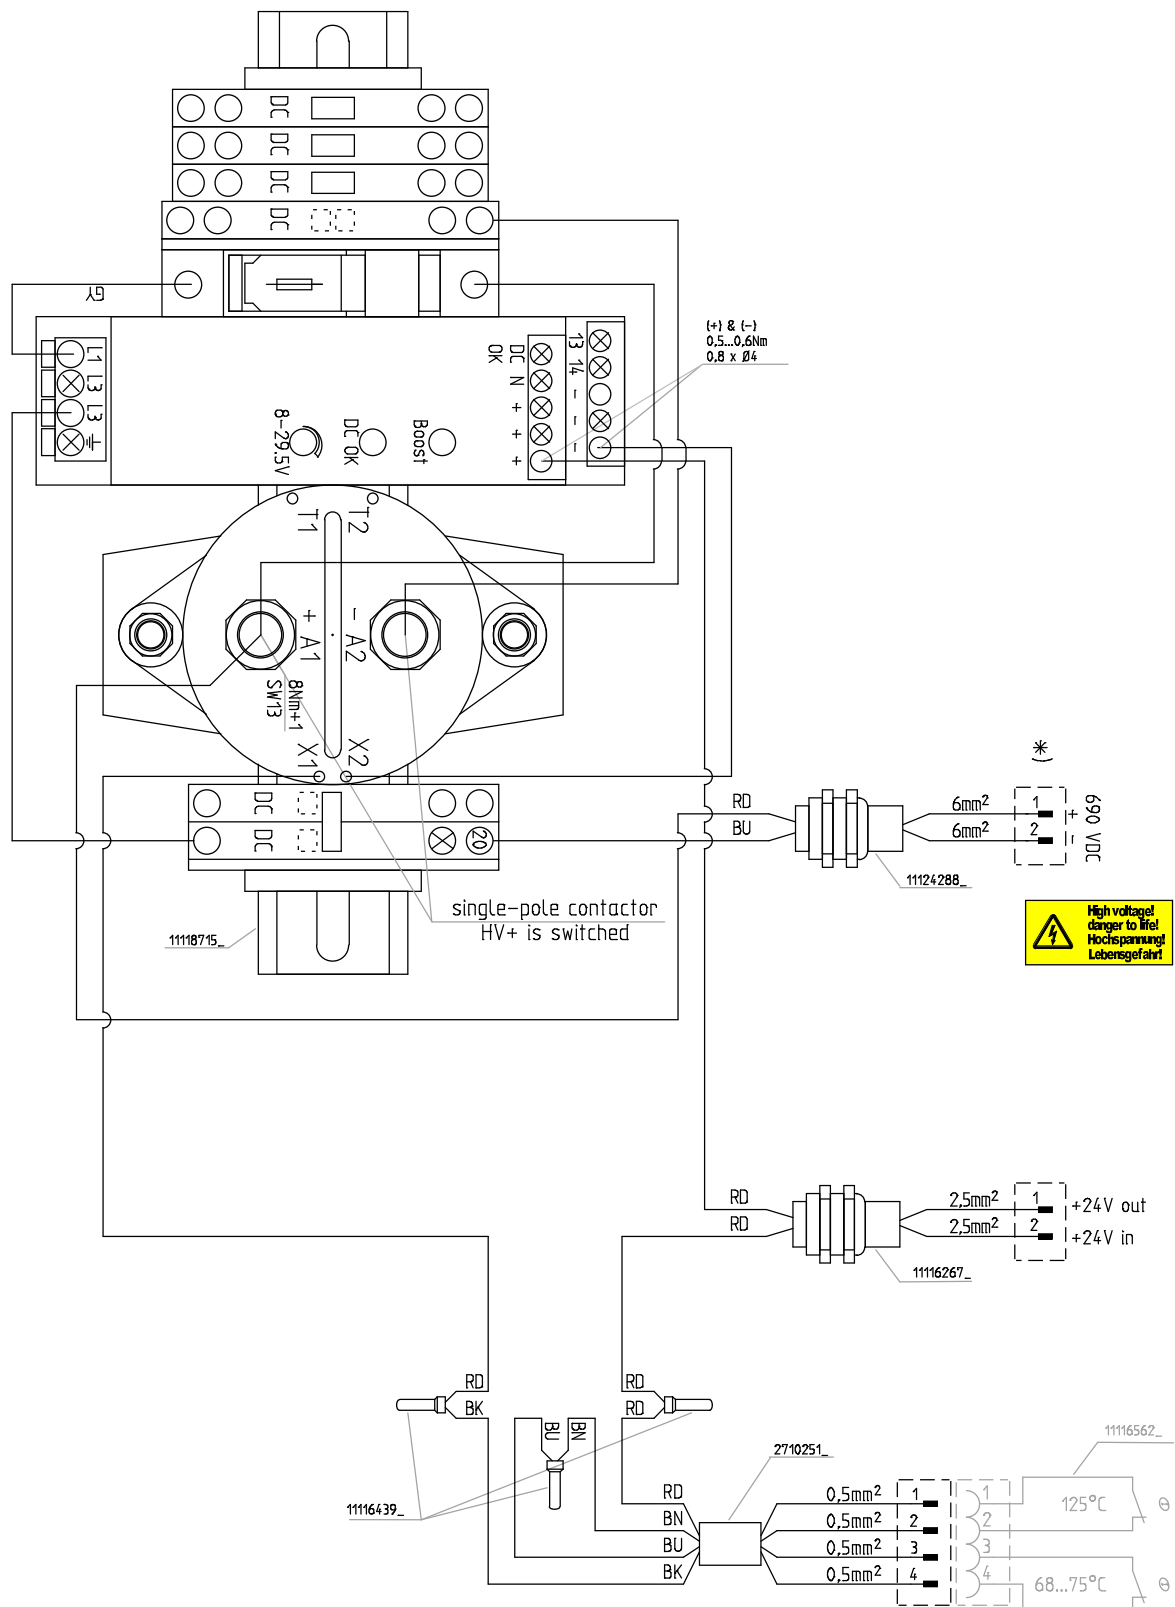 DC
DC
DC
DC
GY
L1
L3
L3
DC
OK
N
+
+
+
13
14
-
-
-
(+) & (-)
0,5...0,6Nm
0,8 x Ø4
8-29.5V
DC OK
Boost
T1
T2
+ A1
- A2
8Nm+1
SW13
X1
X2
DC
DC
20
RD
BU
6mm²
6mm²
1
2
+
-
690 VDC
*)
11124288_
single-pole contactor
HV+ is switched
11118715_
High voltage!
danger to life!
Hochspannung!
Lebensgefahr!
RD
RD
2,5mm²
2,5mm²
1
2
+24V out
+24V in
11116267_
RD
BK
BU
BN
RD
RD
11116439_
2710251_
11116562_
RD
BN
BU
BK
0,5mm²
0,5mm²
0,5mm²
0,5mm²
1
2
3
4
1
2
3
4
125°C
68...75°C